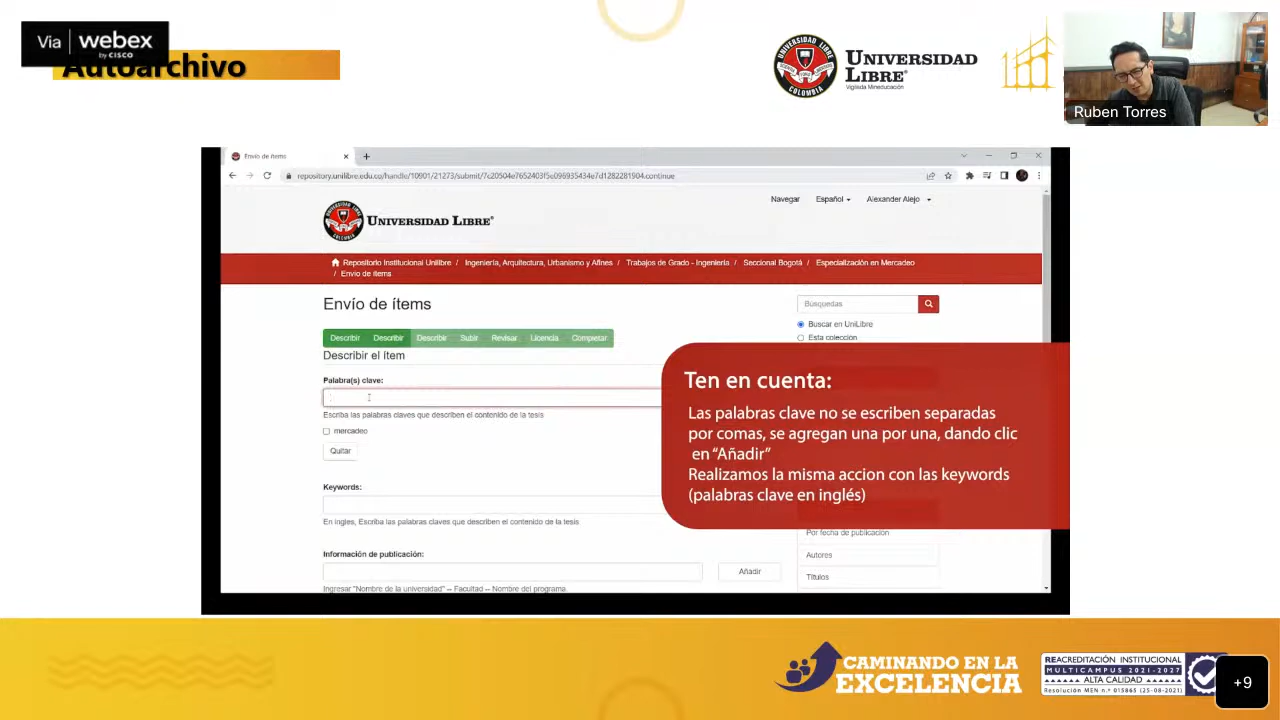 Via webex
by CISCO
Autoarchivo
UNIVERSIDAD
LIBRE®
Vigilada Mineducación
UNIVERSIDAD LIBRE
COLOMBIA
Ruben Torres
Envío de ítems
repository.unilibre.edu.co/handle/10901/21273/submit/7c20504e7652403f5e096935434e7d1282281904.continue
Navegar Español Alexander Alejo
UNIVERSIDAD LIBRE®
Repositorio Institucional Unilibre / Ingeniería, Arquitectura, Urbanismo y Afines / Trabajos de Grado - Ingeniería / Seccional Bogotá / Especialización en Mercadeo
/ Envío de ítems
Envío de ítems
Búsquedas
Buscar en UniLibre
Esta colección
Describir Describir Describir Subir Revisar Licencia Completar
Describir el ítem
Palabra(s) clave:
Escriba las palabras claves que describen el contenido de la tesis
mercadeo
Quitar
Keywords:
En ingles, Escriba las palabras claves que describen el contenido de la tesis
Información de publicación:
Añadir
Ingresar "Nombre de la universidad" -- Facultad -- Nombre del programa
Ten en cuenta:
Las palabras clave no se escriben separadas
por comas, se agregan una por una, dando clic
en “Añadir”
Realizamos la misma accion con las keywords
(palabras clave en inglés)
Por fecha de publicación
Autores
Títulos
CAMINANDO EN LA
EXCELENCIA
REACREDITACIÓN INSTITUCIONAL
MULTICAMPUS 2021-2027
ALTA CALIDAD
Resolución MEN n.º 015865 (25-08-2021)
+9